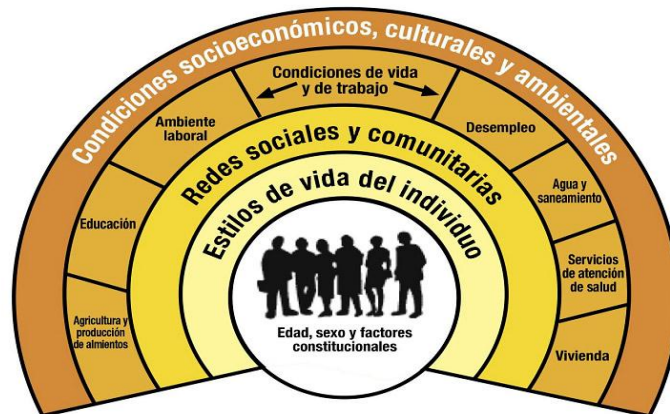 Condiciones socioeconómicos, culturales y ambientales
Condiciones de vida
y de trabajo
Ambiente
laboral
Desempleo
Redes sociales y comunitarias
Agua y
saneamiento
Educación
Estilos de vida del individuo
Servicios
de atención
de salud
Agricultura y
producción
de almientos
Edad, sexo y factores
constitucionales
Vivienda